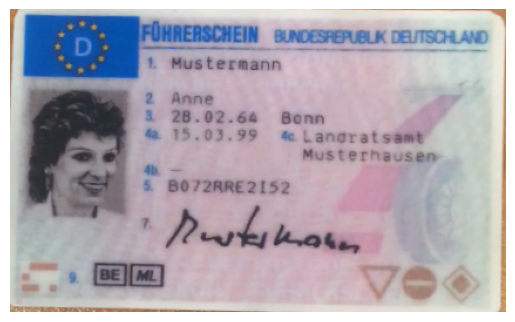 D
FÜHRERSCHEIN BUNDESREPUBLIK DEUTSCHLAND
1. Mustermann
2. Anne
3. 28.02.64 Bonn
4a. 15.03.99 4c. Landratsamt
Musterhausen
4b. —
5. B072RRE2I52
7. Mustermann
9. BE ML